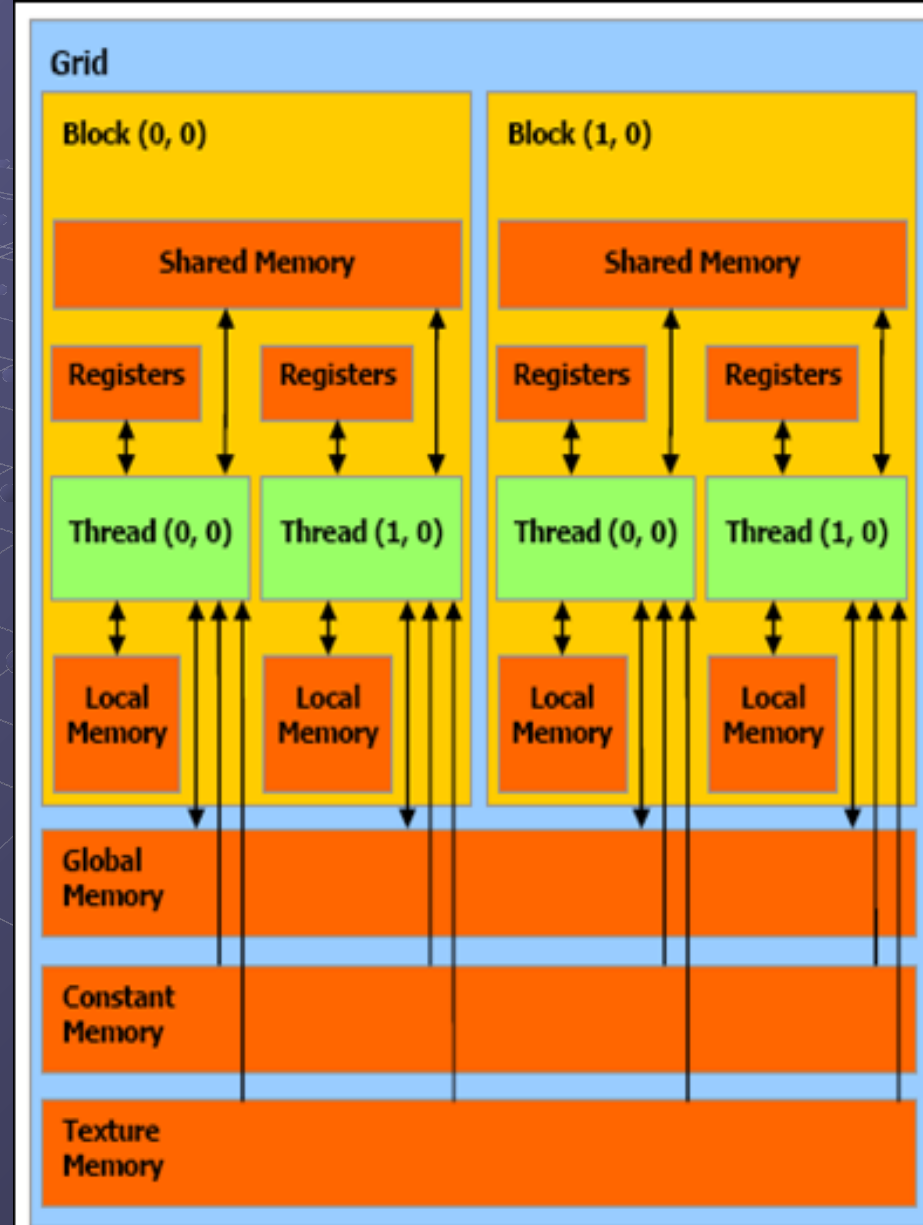 Grid
Block (0, 0)
Block (1, 0)
Shared Memory
Shared Memory
Registers
Registers
Registers
Registers
Thread (0, 0)
Thread (1, 0)
Thread (0, 0)
Thread (1, 0)
Local
Memory
Local
Memory
Local
Memory
Local
Memory
Global
Memory
Constant
Memory
Texture
Memory